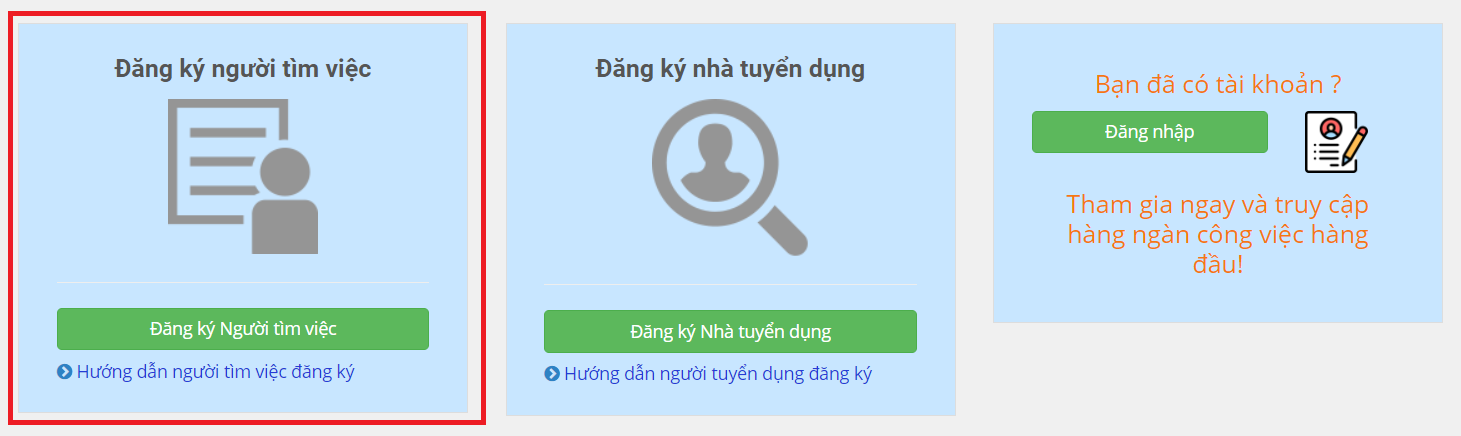 Đăng ký người tìm việc
Đăng ký Người tìm việc
Hướng dẫn người tìm việc đăng ký
Đăng ký nhà tuyển dụng
Đăng ký Nhà tuyển dụng
Hướng dẫn người tuyển dụng đăng ký
Bạn đã có tài khoản ?
Đăng nhập
Tham gia ngay và truy cập
hàng ngàn công việc hàng
đầu!